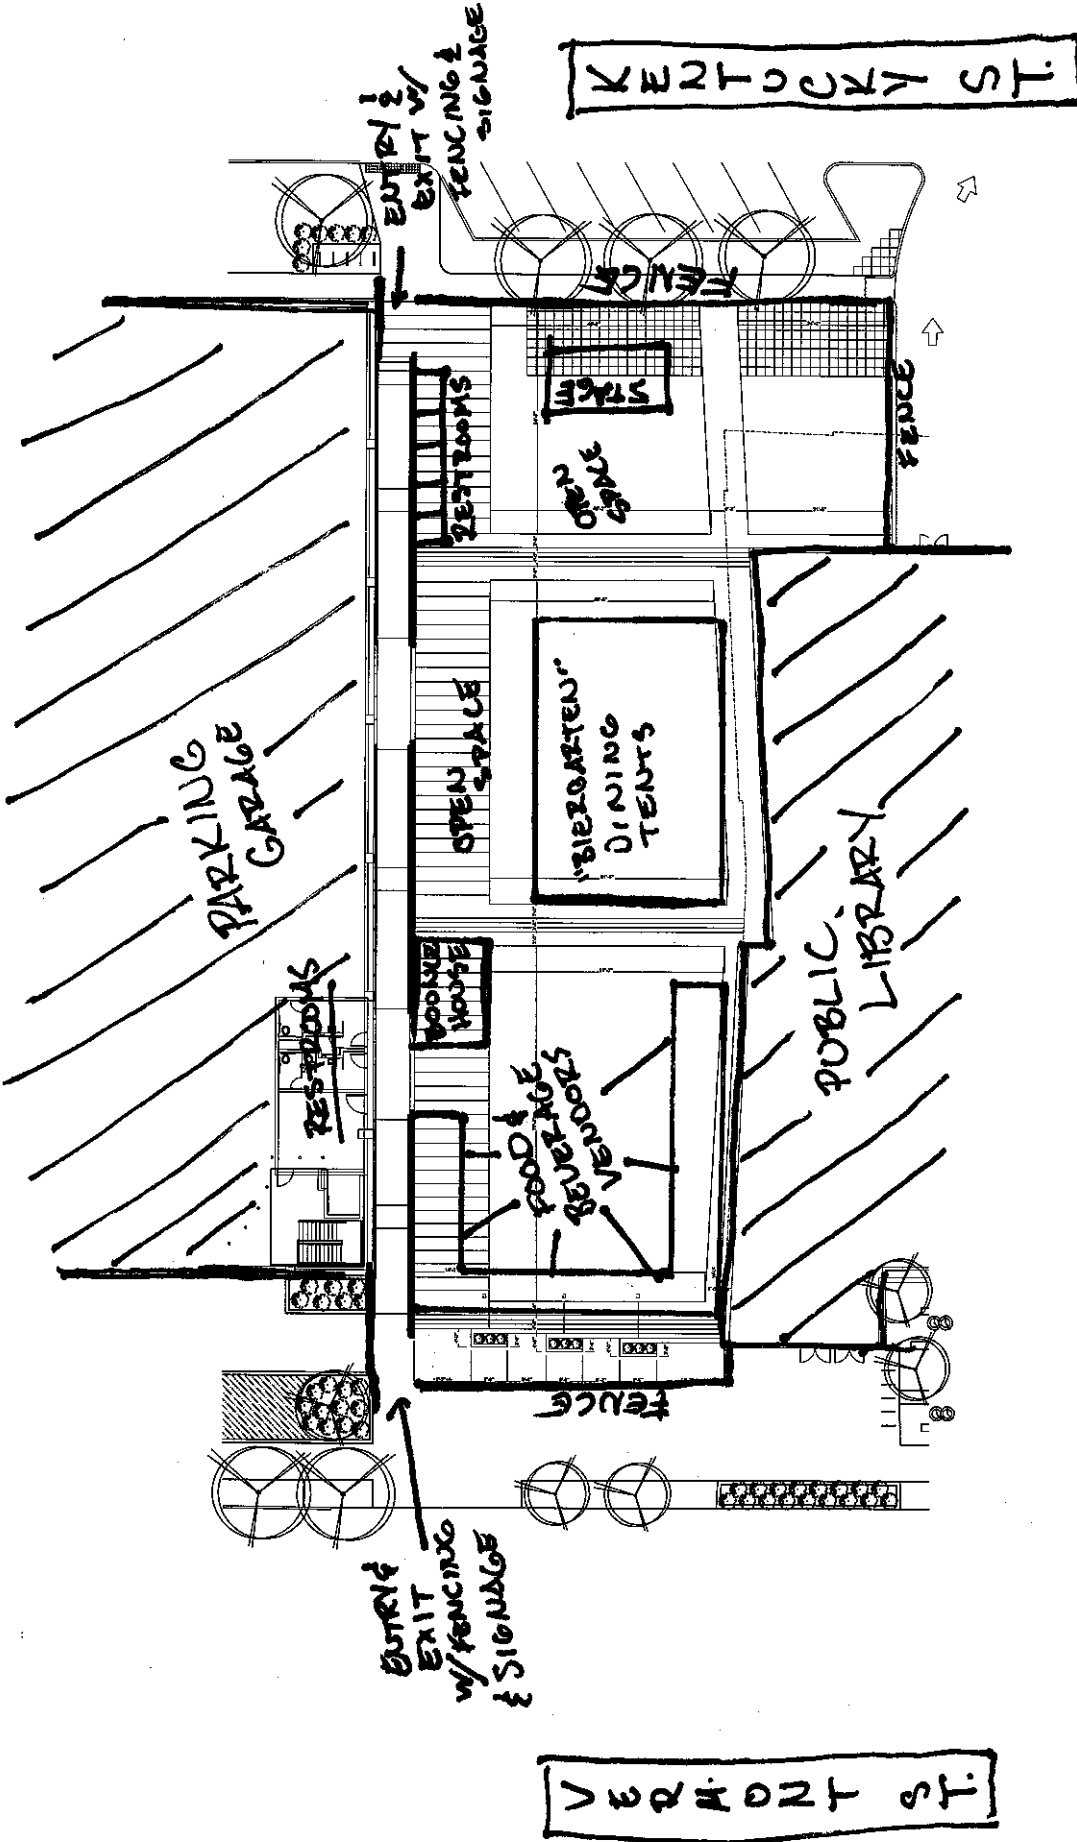 KENTUCKY ST.
ENTRY &
EXIT W/
FENCING &
SIGNAGE
FENCE
FENCE
STAGE
OPEN
SPACE
RESTROOMS
"BIERGARTEN"
DINING
TENTS
OPEN
SPACE
PARKING
GARAGE
PUBLIC
LIBRARY
BOONE
HOUSE
RESTROOMS
FOOD &
BEVERAGE
VENDORS
FENCE
ENTRY &
EXIT
W/FENCING
& SIGNAGE
VERMONT ST.